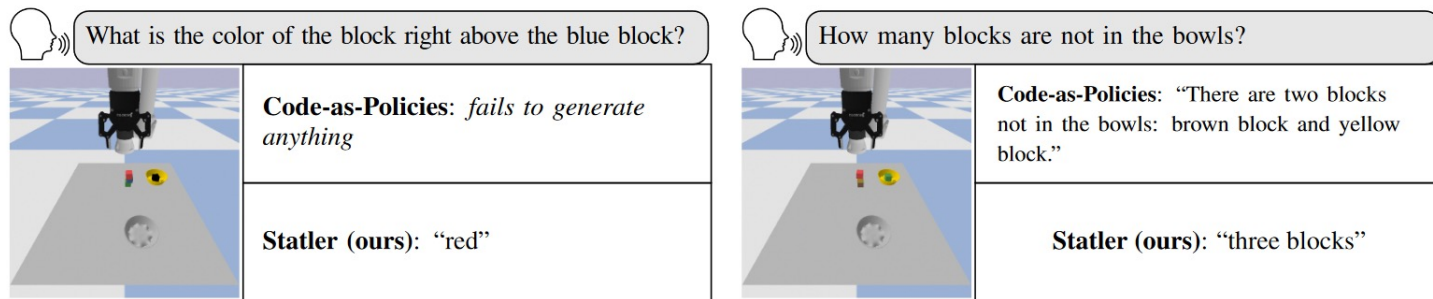 What is the color of the block right above the blue block?
Code-as-Policies: fails to generate
anything
Statler (ours): “red”
How many blocks are not in the bowls?
Code-as-Policies: “There are two blocks
not in the bowls: brown block and yellow
block.”
Statler (ours): “three blocks”